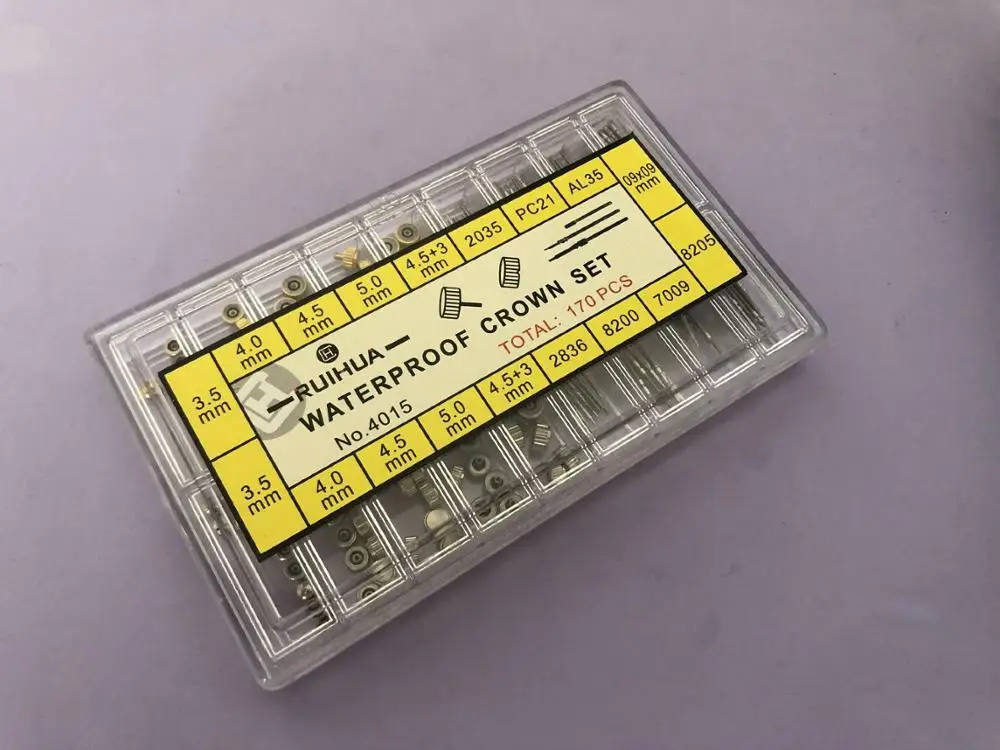 3.5
mm
4.0
mm
4.5
mm
5.0
mm
4.5+3
mm
2035
PC21
AL35
09x09
mm
RUIHUA
WATERPROOF CROWN SET
No.4015
TOTAL: 170 PCS
3.5
mm
4.0
mm
4.5
mm
5.0
mm
4.5+3
mm
2836
8200
7009
8205